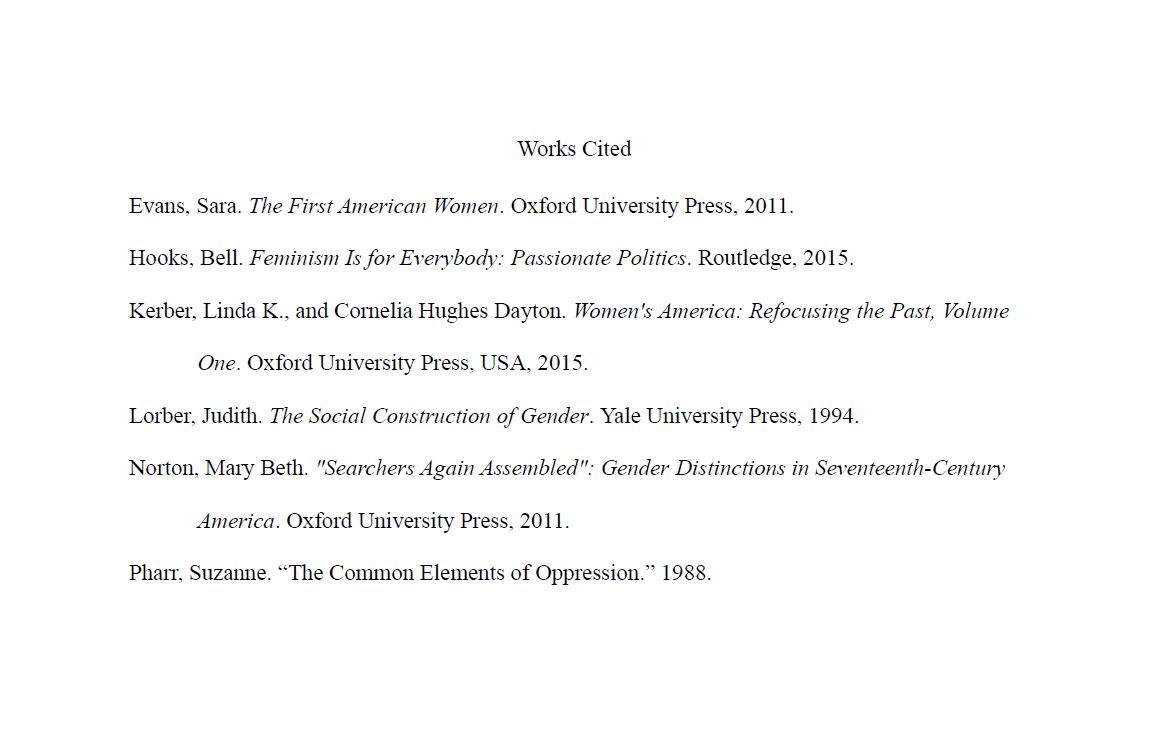 Works Cited
Evans, Sara. The First American Women. Oxford University Press, 2011.
Hooks, Bell. Feminism Is for Everybody: Passionate Politics. Routledge, 2015.
Kerber, Linda K., and Cornelia Hughes Dayton. Women's America: Refocusing the Past, Volume
One. Oxford University Press, USA, 2015.
Lorber, Judith. The Social Construction of Gender. Yale University Press, 1994.
Norton, Mary Beth. "Searchers Again Assembled": Gender Distinctions in Seventeenth-Century
America. Oxford University Press, 2011.
Pharr, Suzanne. “The Common Elements of Oppression.” 1988.